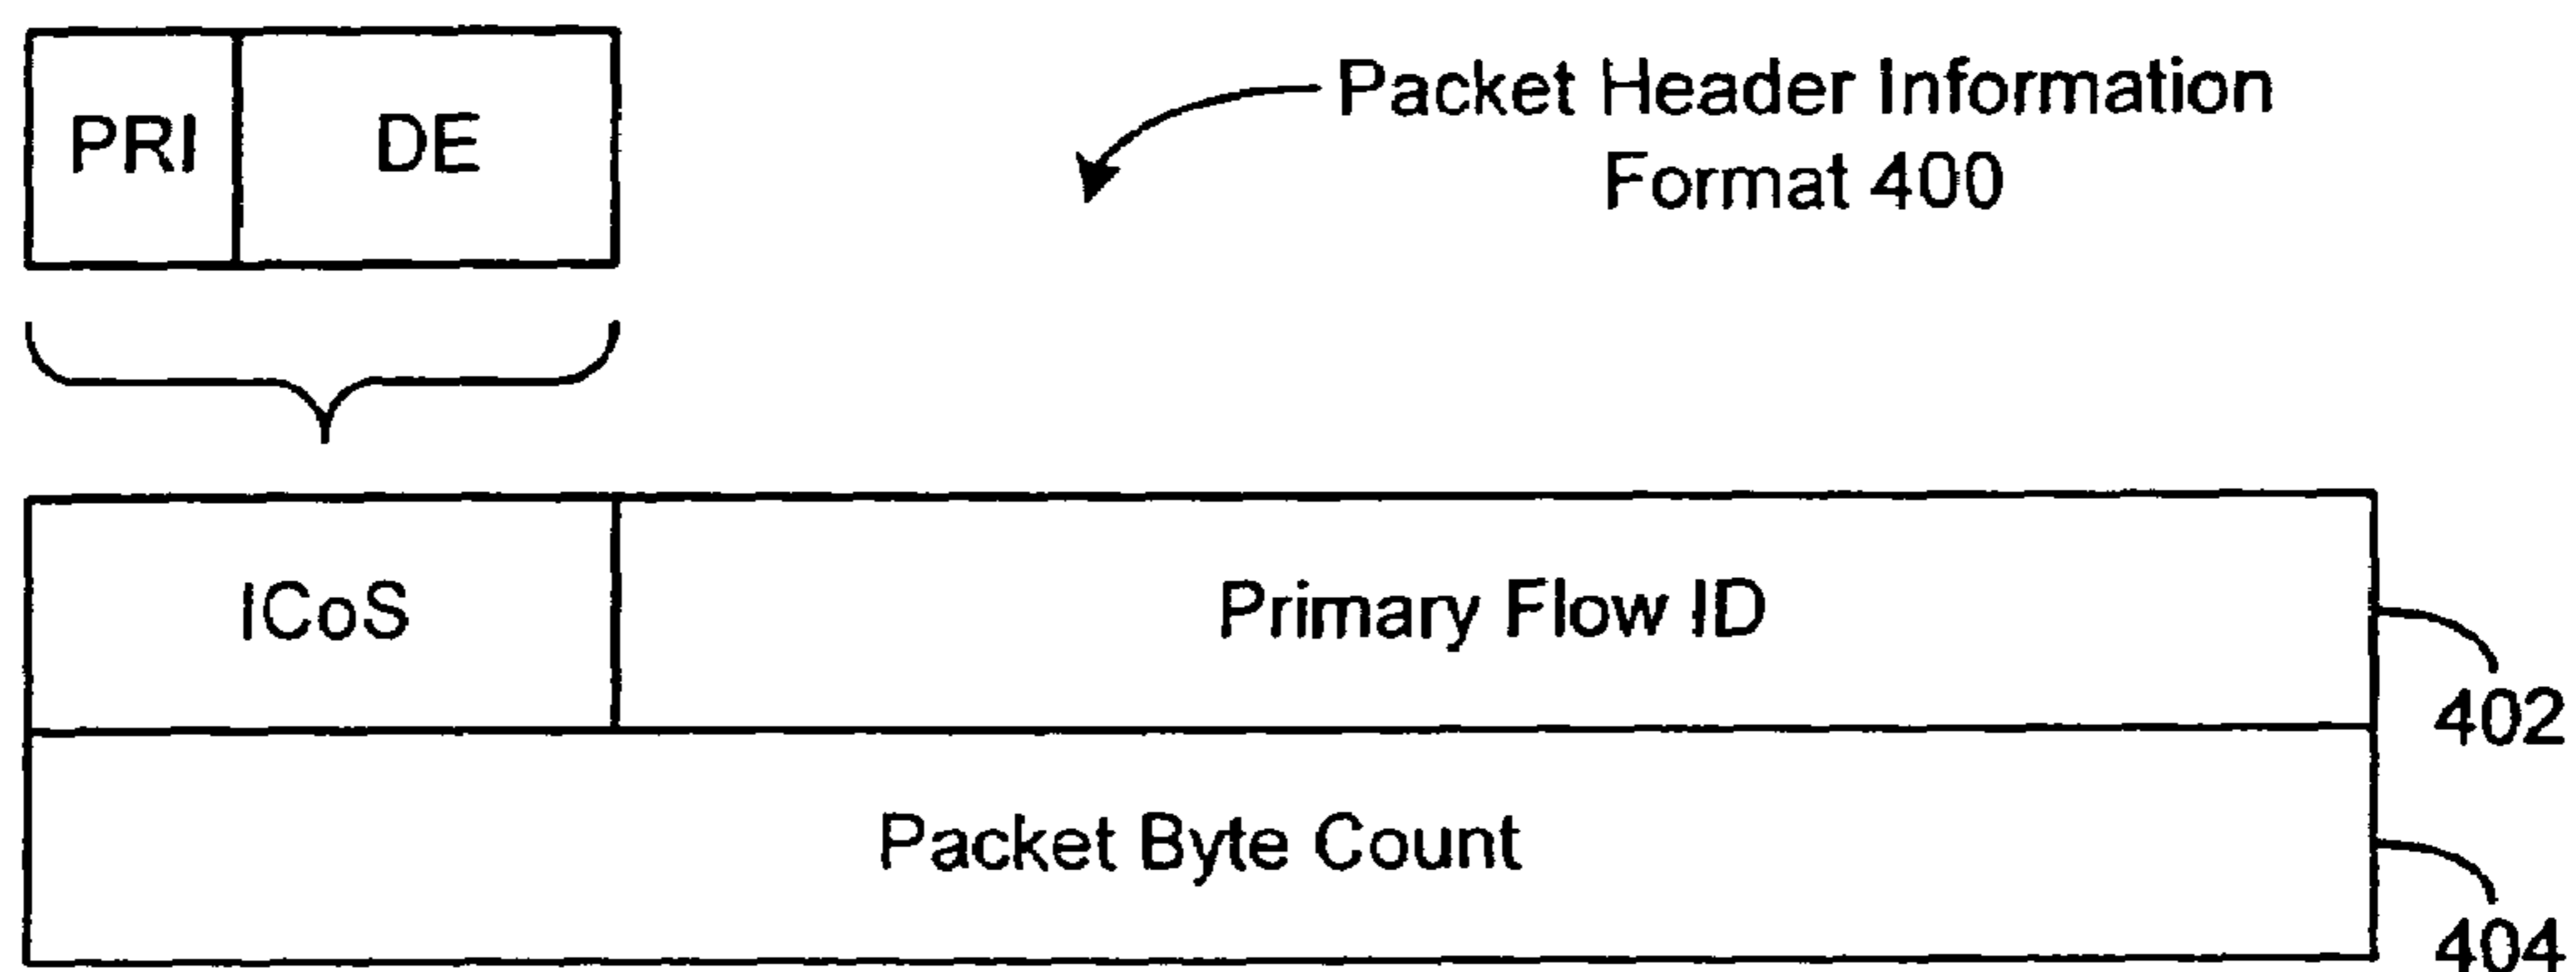 PRI DE
Packet Header Information
Format 400
ICoS Primary Flow ID
402
Packet Byte Count
404